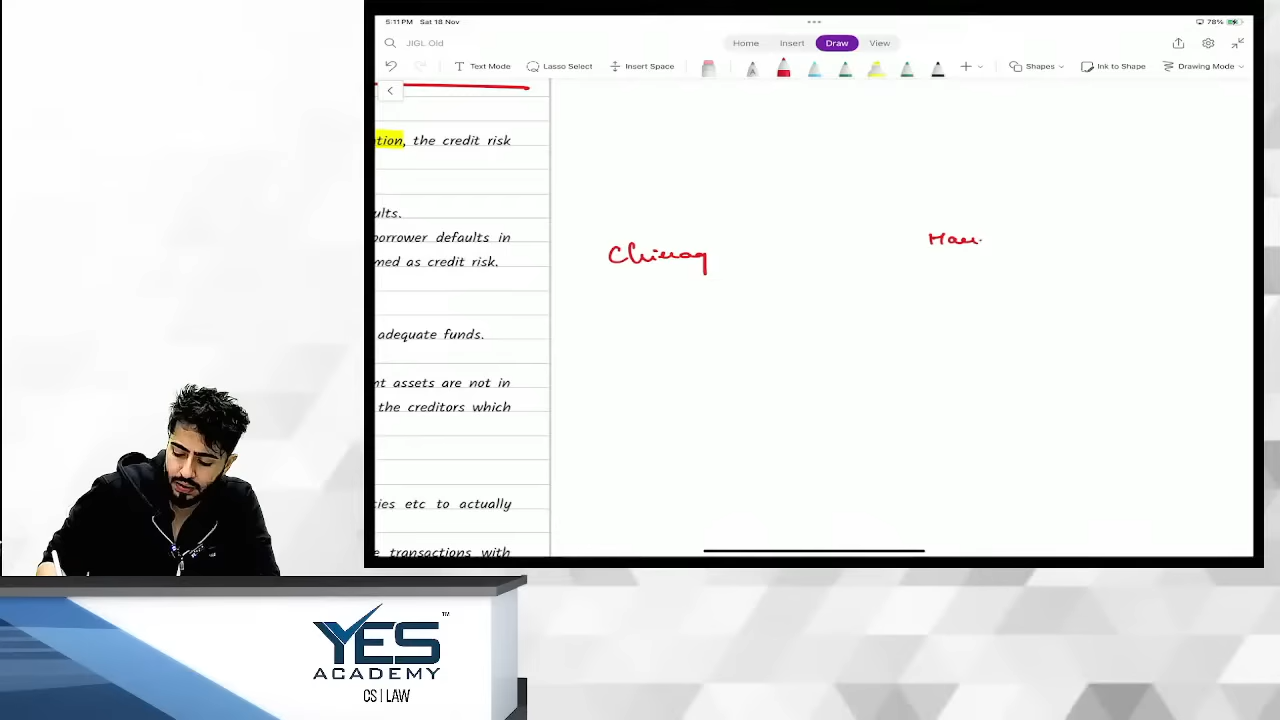 5:11 PM Sat 18 Nov
78%
JIGL Old
Home Insert Draw View
Text Mode Lasso Select Insert Space Shapes Ink to Shape Drawing Mode
tion, the credit risk
ults.
borrower defaults in
med as credit risk.
adequate funds.
nt assets are not in
the creditors which
ties etc to actually
e transactions with
Chirag
YES
TM
ACADEMY
CS | LAW